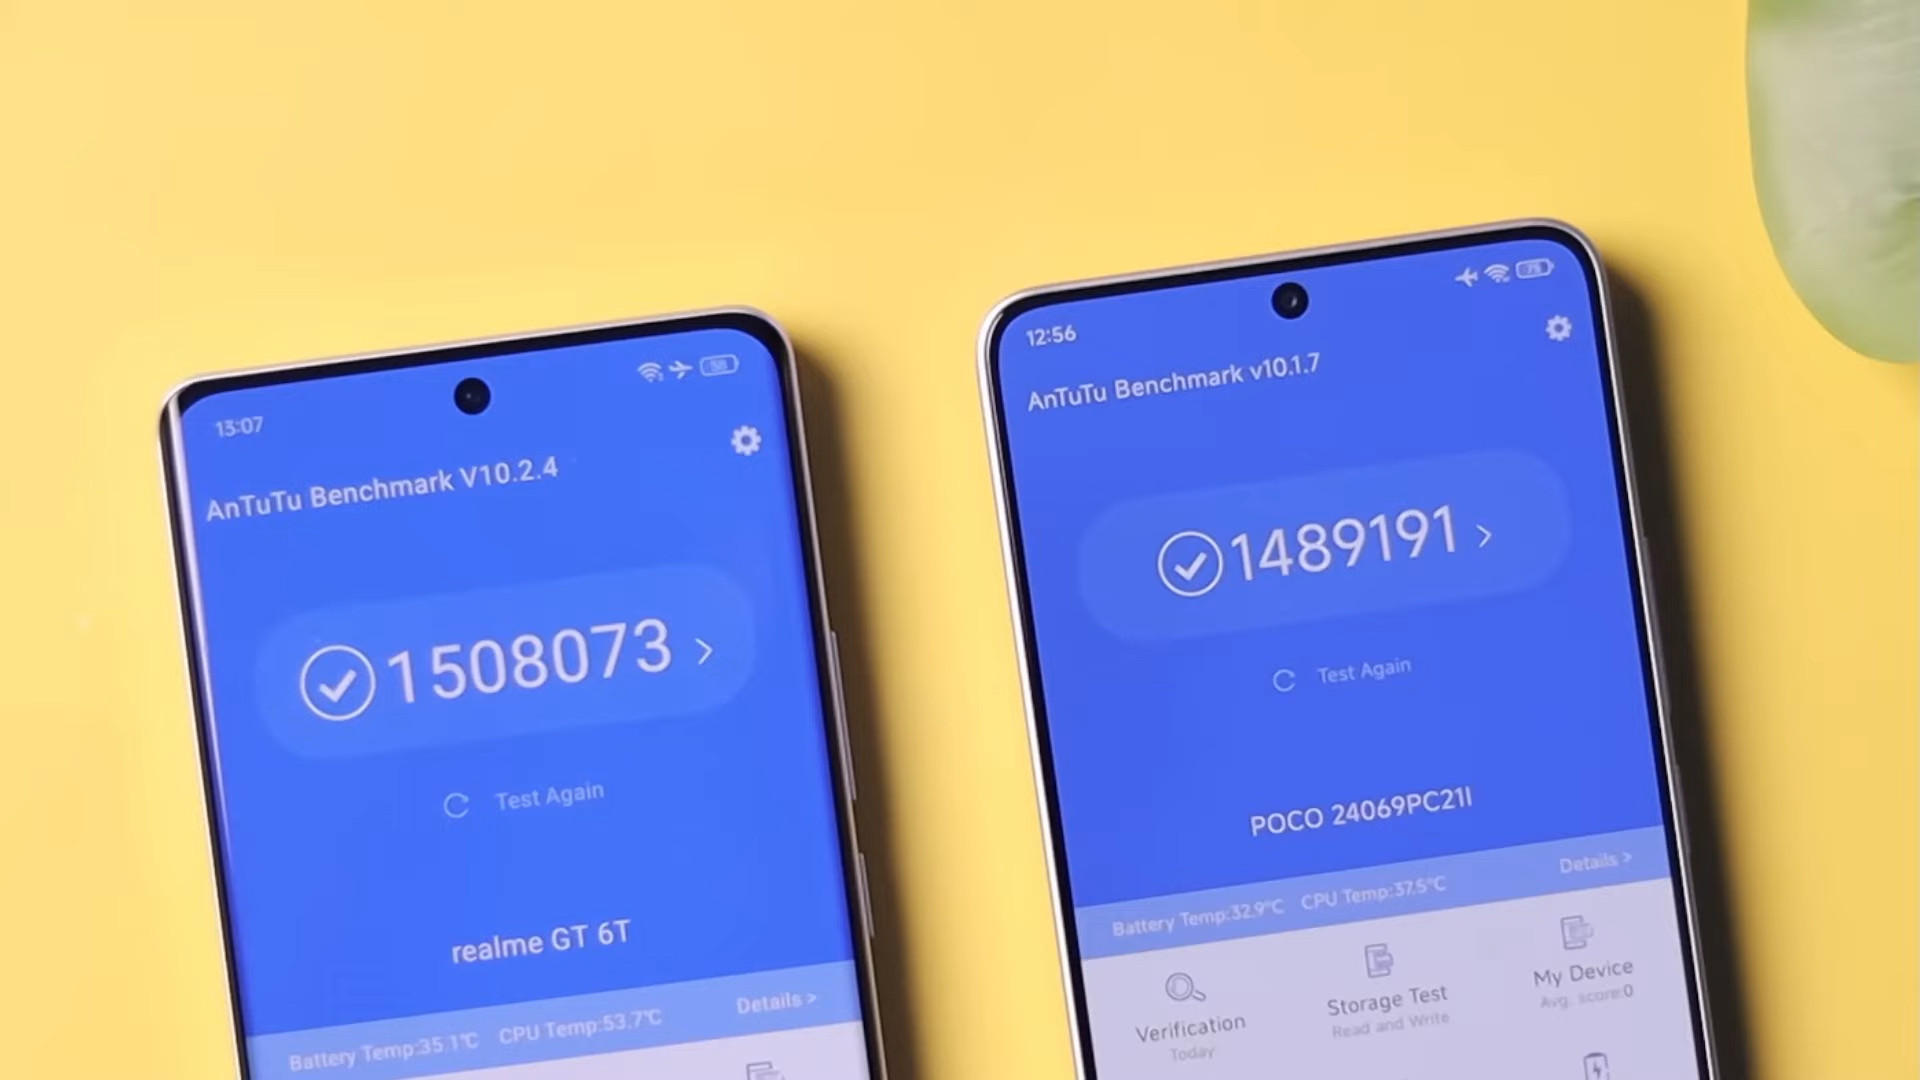 13:07
AnTuTu Benchmark V10.2.4
1508073 >
Test Again
realme GT 6T
Battery Temp:35.1℃ CPU Temp:53.7℃ Details >
12:56
AnTuTu Benchmark v10.1.7
1489191 >
Test Again
POCO 24069PC21I
Battery Temp:32.9°C CPU Temp:37.5°C Details >
Verification
Today
Storage Test
Read and Write
My Device
Avg. score:0